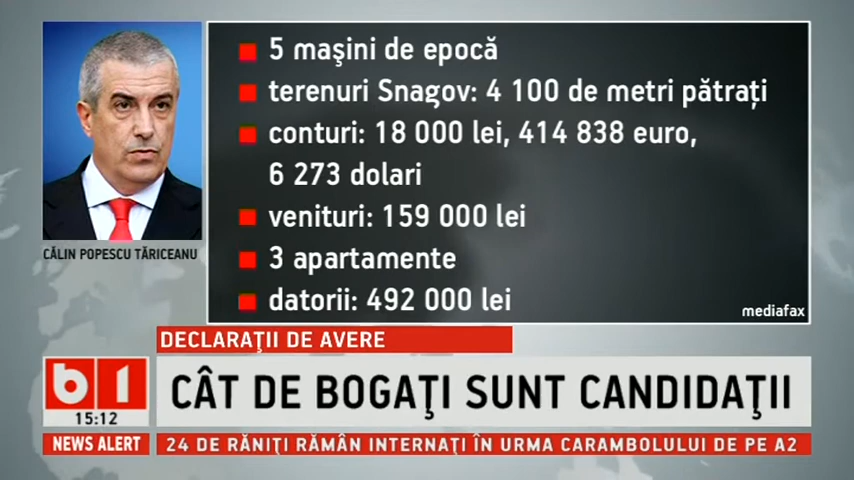 5 maşini de epocă
terenuri Snagov: 4 100 de metri pătrați
conturi: 18 000 lei, 414 838 euro,
6 273 dolari
venituri: 159 000 lei
3 apartamente
datorii: 492 000 lei
mediafax
CĂLIN POPESCU TĂRICEANU
DECLARAŢII DE AVERE
b1
CÂT DE BOGAŢI SUNT CANDIDAŢII
15:12
NEWS ALERT
24 DE RĂNIŢI RĂMÂN INTERNAŢI ÎN URMA CARAMBOLULUI DE PE A2